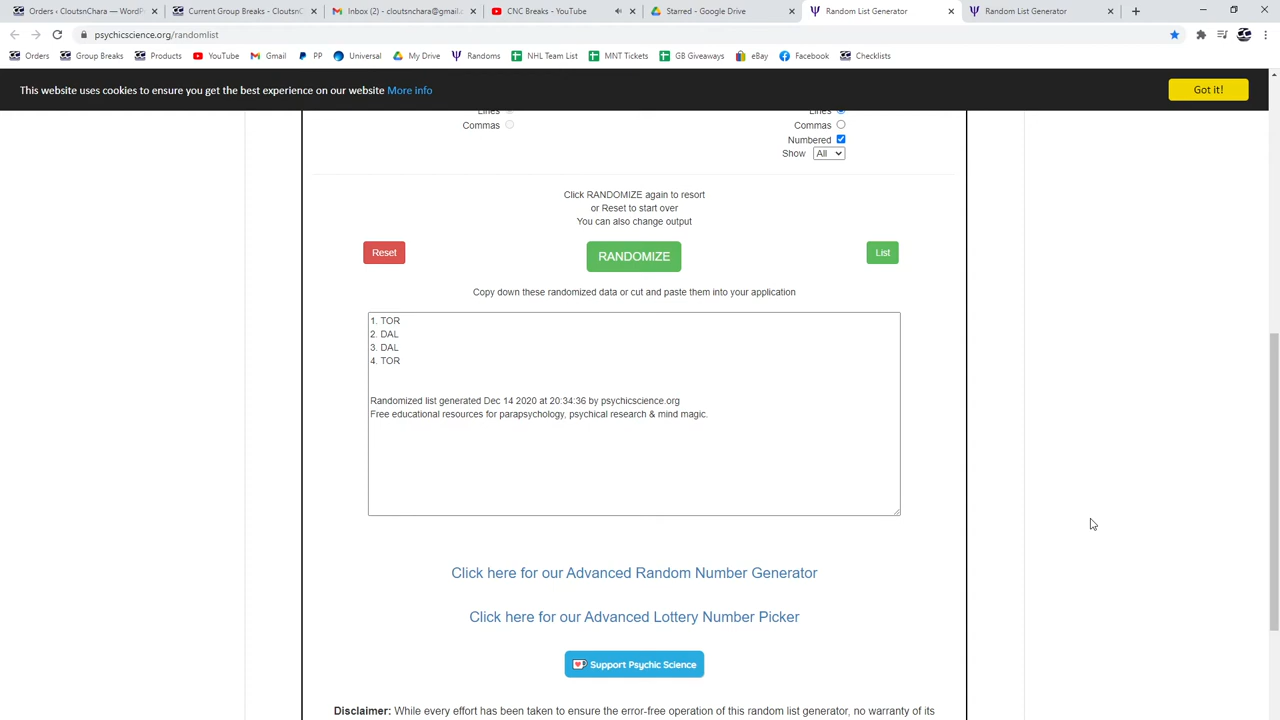 Orders ‹ CloutsnChara — WordPr
Current Group Breaks - CloutsnC
Inbox (2) - cloutsnchara@gmail.
CNC Breaks - YouTube
Starred - Google Drive
Random List Generator
Random List Generator
psychicscience.org/randomlist
Orders
Group Breaks
Products
YouTube
Gmail
PP
Universal
My Drive
Randoms
NHL Team List
MNT Tickets
GB Giveaways
eBay
Facebook
Checklists
This website uses cookies to ensure you get the best experience on our website More info
Got it!
Lines
Lines
Commas
Commas
Numbered
Show All
Click RANDOMIZE again to resort
or Reset to start over
You can also change output
Reset
RANDOMIZE
List
Copy down these randomized data or cut and paste them into your application
1. TOR
2. DAL
3. DAL
4. TOR
Randomized list generated Dec 14 2020 at 20:34:36 by psychicscience.org
Free educational resources for parapsychology, psychical research & mind magic.
Click here for our Advanced Random Number Generator
Click here for our Advanced Lottery Number Picker
Support Psychic Science
Disclaimer: While every effort has been taken to ensure the error-free operation of this random list generator, no warranty of its